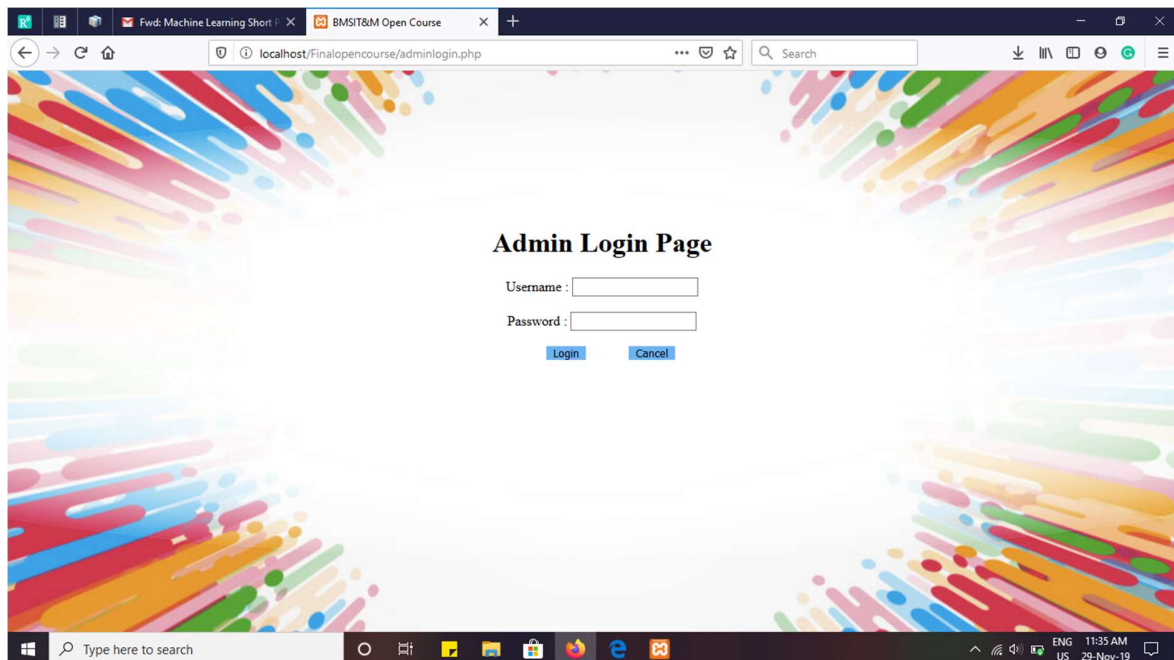 R⁶ Fwd: Machine Learning Short P BMSIT&M Open Course
localhost/Finalopencourse/adminlogin.php Search
Admin Login Page
Username :
Password :
Login Cancel
Type here to search
ENG 11:35 AM
US 29-Nov-19